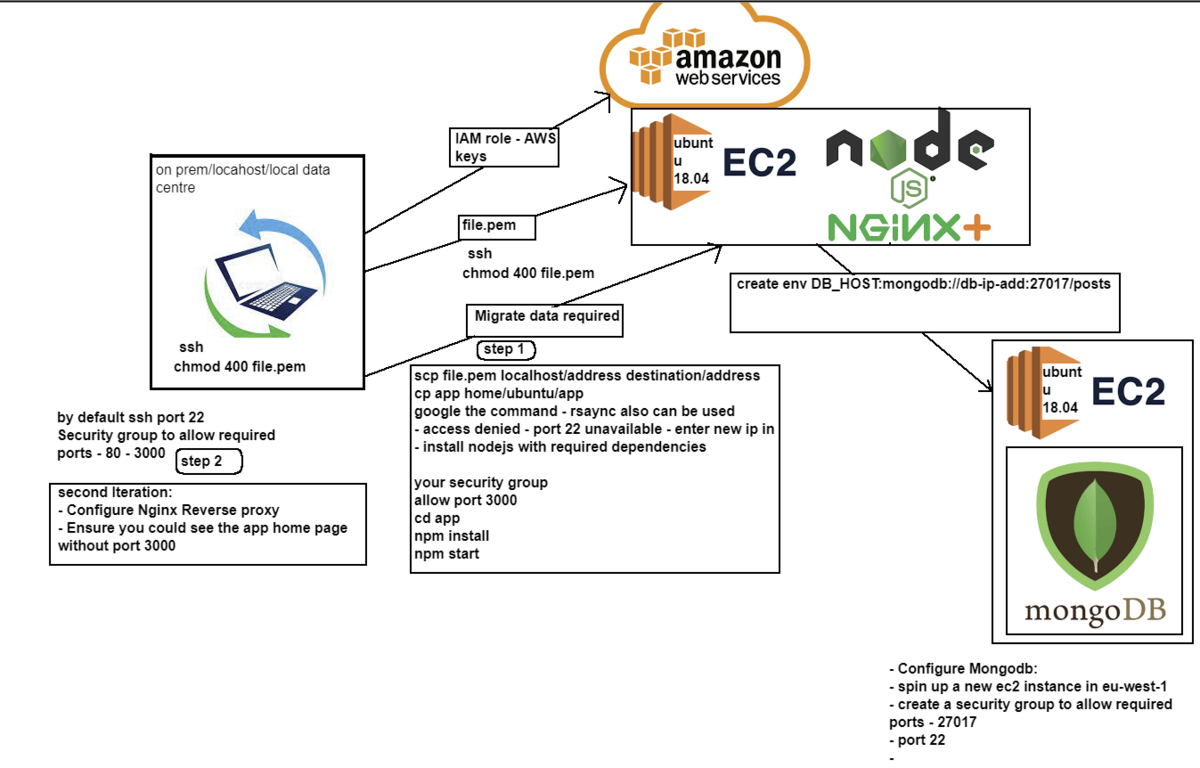 amazon
web services
IAM role - AWS
keys
on prem/locahost/local data
centre
ubunt
u
18.04
EC2
node
JS
NGiNX+
file.pem
ssh
chmod 400 file.pem
create env DB_HOST:mongodb://db-ip-add:27017/posts
Migrate data required
step 1
ssh
chmod 400 file.pem
scp file.pem localhost/address destination/address
cp app home/ubuntu/app
google the command - rsaync also can be used
- access denied - port 22 unavailable - enter new ip in
- install nodejs with required dependencies
your security group
allow port 3000
cd app
npm install
npm start
by default ssh port 22
Security group to allow required
ports - 80 - 3000
step 2
second Iteration:
- Configure Nginx Reverse proxy
- Ensure you could see the app home page
without port 3000
ubunt
u
18.04
EC2
mongoDB
- Configure Mongodb:
- spin up a new ec2 instance in eu-west-1
- create a security group to allow required
ports - 27017
- port 22
-